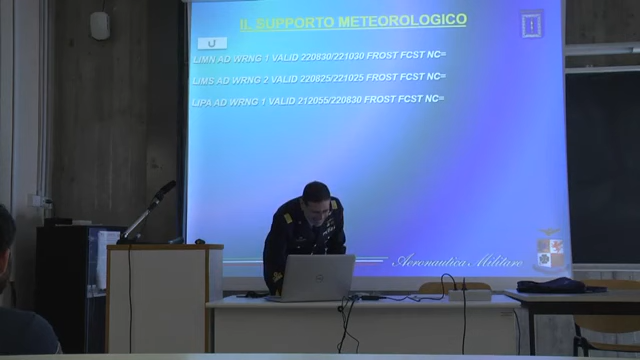 IL SUPPORTO METEOROLOGICO
LIMN AD WRNG 1 VALID 220830/221030 FROST FCST NC=
LIMS AD WRNG 2 VALID 220825/221025 FROST FCST NC=
LIPA AD WRNG 1 VALID 212055/220830 FROST FCST NC=
Aeronautica Militare